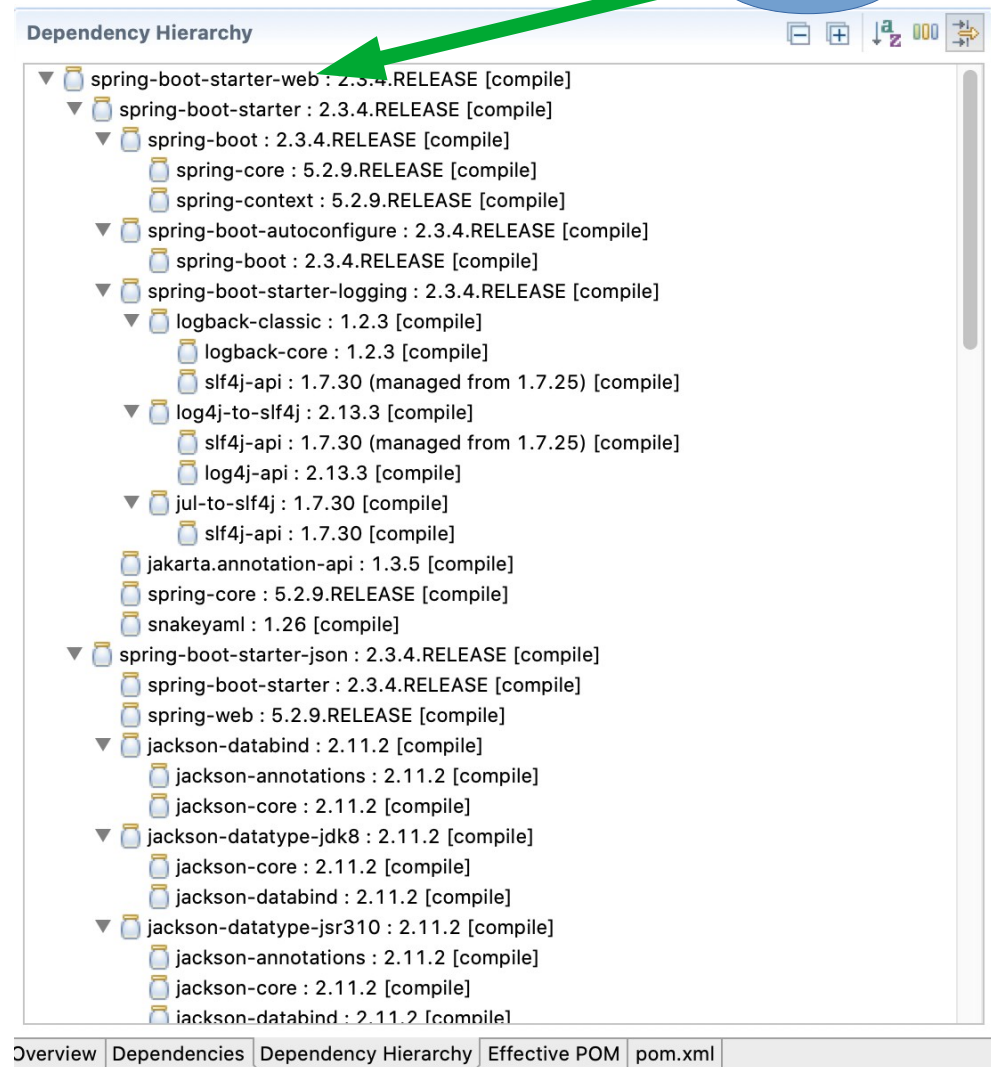 Dependency Hierarchy
spring-boot-starter-web : 2.3.4.RELEASE [compile]
spring-boot-starter : 2.3.4.RELEASE [compile]
spring-boot : 2.3.4.RELEASE [compile]
spring-core : 5.2.9.RELEASE [compile]
spring-context : 5.2.9.RELEASE [compile]
spring-boot-autoconfigure : 2.3.4.RELEASE [compile]
spring-boot : 2.3.4.RELEASE [compile]
spring-boot-starter-logging : 2.3.4.RELEASE [compile]
logback-classic : 1.2.3 [compile]
logback-core : 1.2.3 [compile]
slf4j-api : 1.7.30 (managed from 1.7.25) [compile]
log4j-to-slf4j : 2.13.3 [compile]
slf4j-api : 1.7.30 (managed from 1.7.25) [compile]
log4j-api : 2.13.3 [compile]
jul-to-slf4j : 1.7.30 [compile]
slf4j-api : 1.7.30 [compile]
jakarta.annotation-api : 1.3.5 [compile]
spring-core : 5.2.9.RELEASE [compile]
snakeyaml : 1.26 [compile]
spring-boot-starter-json : 2.3.4.RELEASE [compile]
spring-boot-starter : 2.3.4.RELEASE [compile]
spring-web : 5.2.9.RELEASE [compile]
jackson-databind : 2.11.2 [compile]
jackson-annotations : 2.11.2 [compile]
jackson-core : 2.11.2 [compile]
jackson-datatype-jdk8 : 2.11.2 [compile]
jackson-core : 2.11.2 [compile]
jackson-databind : 2.11.2 [compile]
jackson-datatype-jsr310 : 2.11.2 [compile]
jackson-annotations : 2.11.2 [compile]
jackson-core : 2.11.2 [compile]
jackson-databind : 2.11.2 [compile]
Overview Dependencies Dependency Hierarchy Effective POM pom.xml